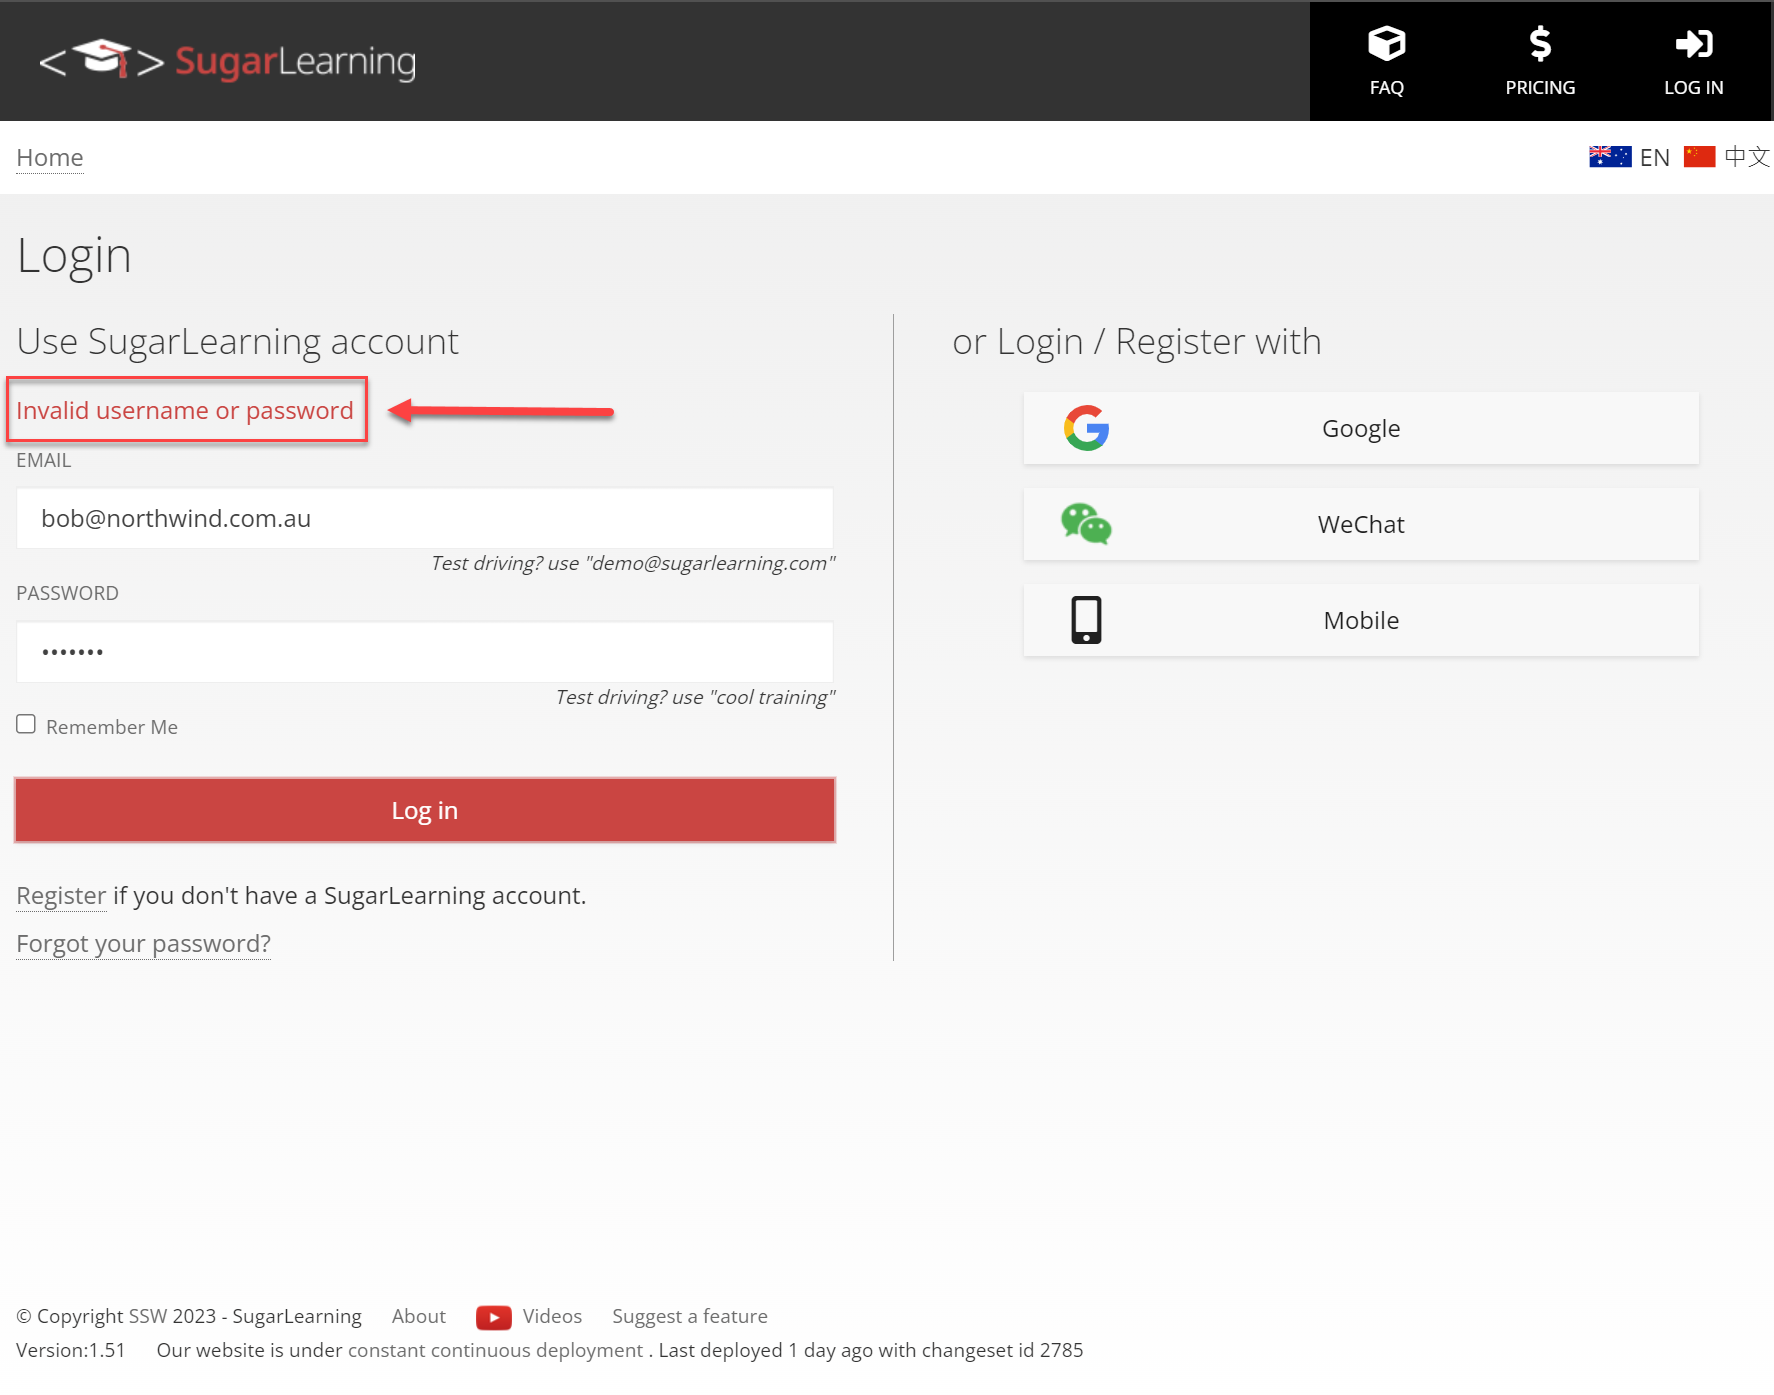 < > SugarLearning
FAQ
PRICING
LOG IN
Home
EN
中文
Login
Use SugarLearning account
Invalid username or password
EMAIL
bob@northwind.com.au
Test driving? use "demo@sugarlearning.com"
PASSWORD
•••••••
Test driving? use "cool training"
Remember Me
Log in
Register if you don't have a SugarLearning account.
Forgot your password?
or Login / Register with
Google
WeChat
Mobile
© Copyright SSW 2023 - SugarLearning About Videos Suggest a feature
Version:1.51 Our website is under constant continuous deployment . Last deployed 1 day ago with changeset id 2785